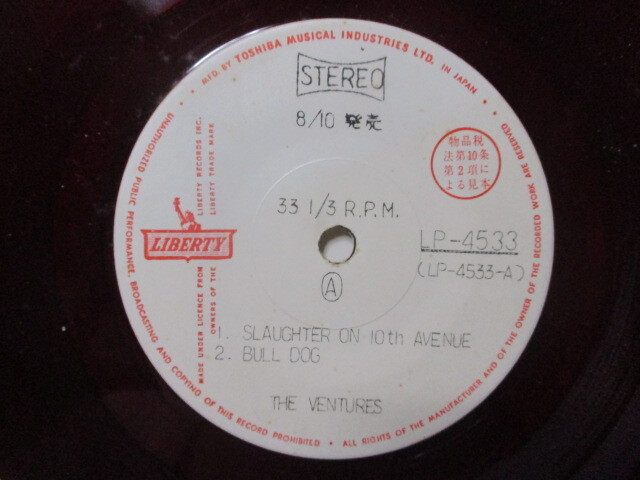 MFD. BY TOSHIBA MUSICAL INDUSTRIES LTD. IN JAPAN
UNAUTHORIZED PUBLIC PERFORMANCE, BROADCASTING AND COPYING OF THIS RECORD PROHIBITED • ALL RIGHTS OF THE MANUFACTURER AND OF THE OWNER OF THE RECORDED WORK ARE RESERVED
STEREO
8/10 発売
物品税
法第10条
第2項に
よる見本
33 1/3 R.P.M.
LIBERTY
MADE UNDER LICENCE FROM LIBERTY RECORDS INC.
OWNERS OF THE LIBERTY TRADE MARK
LP-4533
(LP-4533-A)
A
1. SLAUGHTER ON 10th AVENUE
2. BULL DOG
THE VENTURES